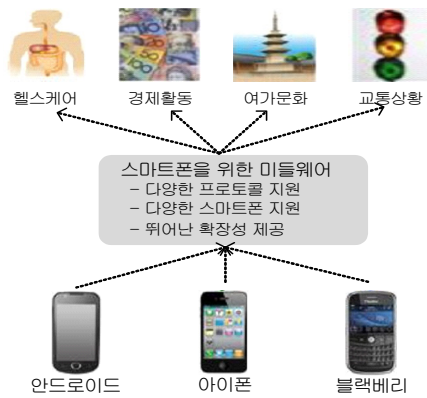 헬스케어 경제활동 여가문화 교통상황
스마트폰을 위한 미들웨어
– 다양한 프로토콜 지원
– 다양한 스마트폰 지원
– 뛰어난 확장성 제공
안드로이드 아이폰 블랙베리